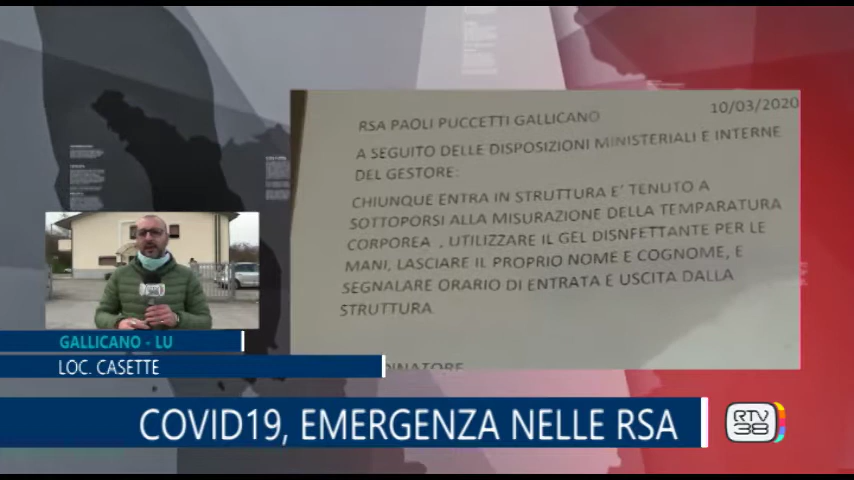 RSA PAOLI PUCCETTI GALLICANO
10/03/2020
A SEGUITO DELLE DISPOSIZIONI MINISTERIALI E INTERNE
DEL GESTORE:
CHIUNQUE ENTRA IN STRUTTURA E' TENUTO A
SOTTOPORSI ALLA MISURAZIONE DELLA TEMPARATURA
CORPOREA , UTILIZZARE IL GEL DISNFETTANTE PER LE
MANI, LASCIARE IL PROPRIO NOME E COGNOME, E
SEGNALARE ORARIO DI ENTRATA E USCITA DALLA
STRUTTURA
DINATORE
GALLICANO - LU
LOC. CASETTE
COVID19, EMERGENZA NELLE RSA
RTV
38